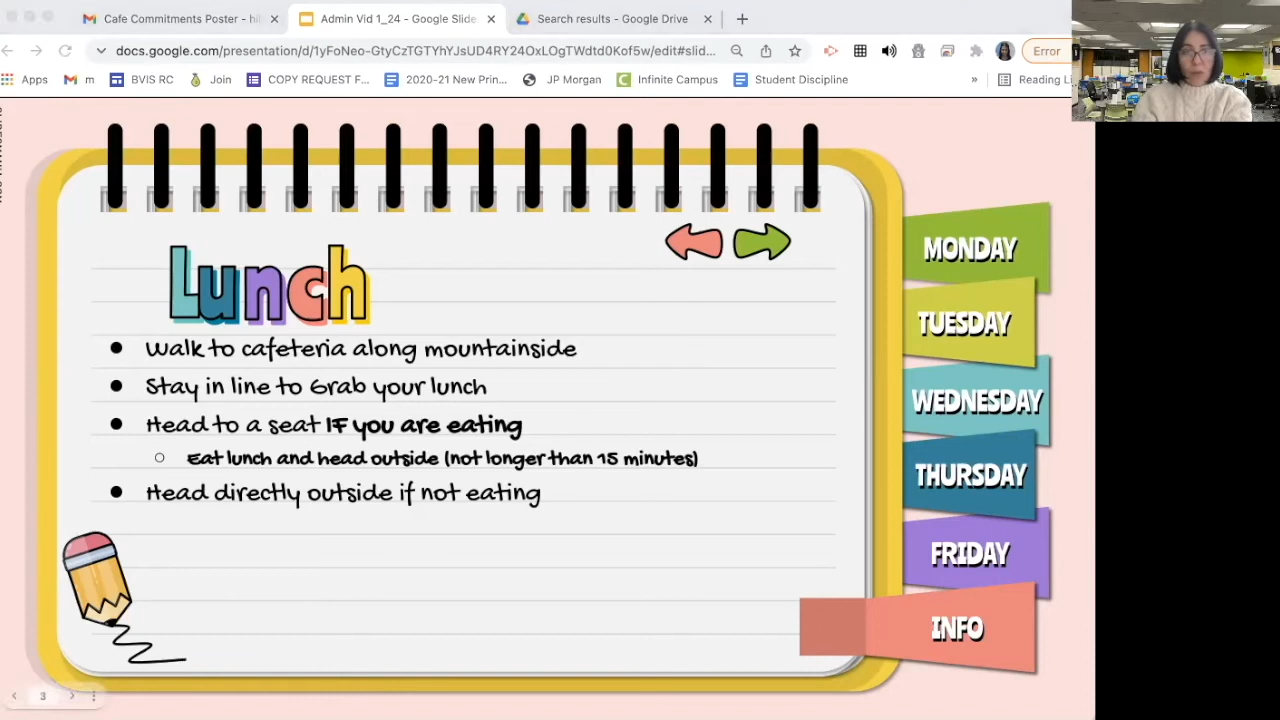 Cafe Commitments Poster - hil
Admin Vid 1_24 - Google Slide
Search results - Google Drive
docs.google.com/presentation/d/1yFoNeo-GtyCzTGTYhYJsUD4RY24OxLOgTWdtd0Kof5w/edit#slid...
Error
Apps
m
BVIS RC
Join
COPY REQUEST F...
2020-21 New Prin...
JP Morgan
Infinite Campus
Student Discipline
»
Reading Li
Lunch
• Walk to cafeteria along mountainside
• Stay in line to Grab your lunch
• Head to a seat IF you are eating
○ Eat lunch and head outside (not longer than 15 minutes)
• Head directly outside if not eating
MONDAY
TUESDAY
WEDNESDAY
THURSDAY
FRIDAY
INFO
3